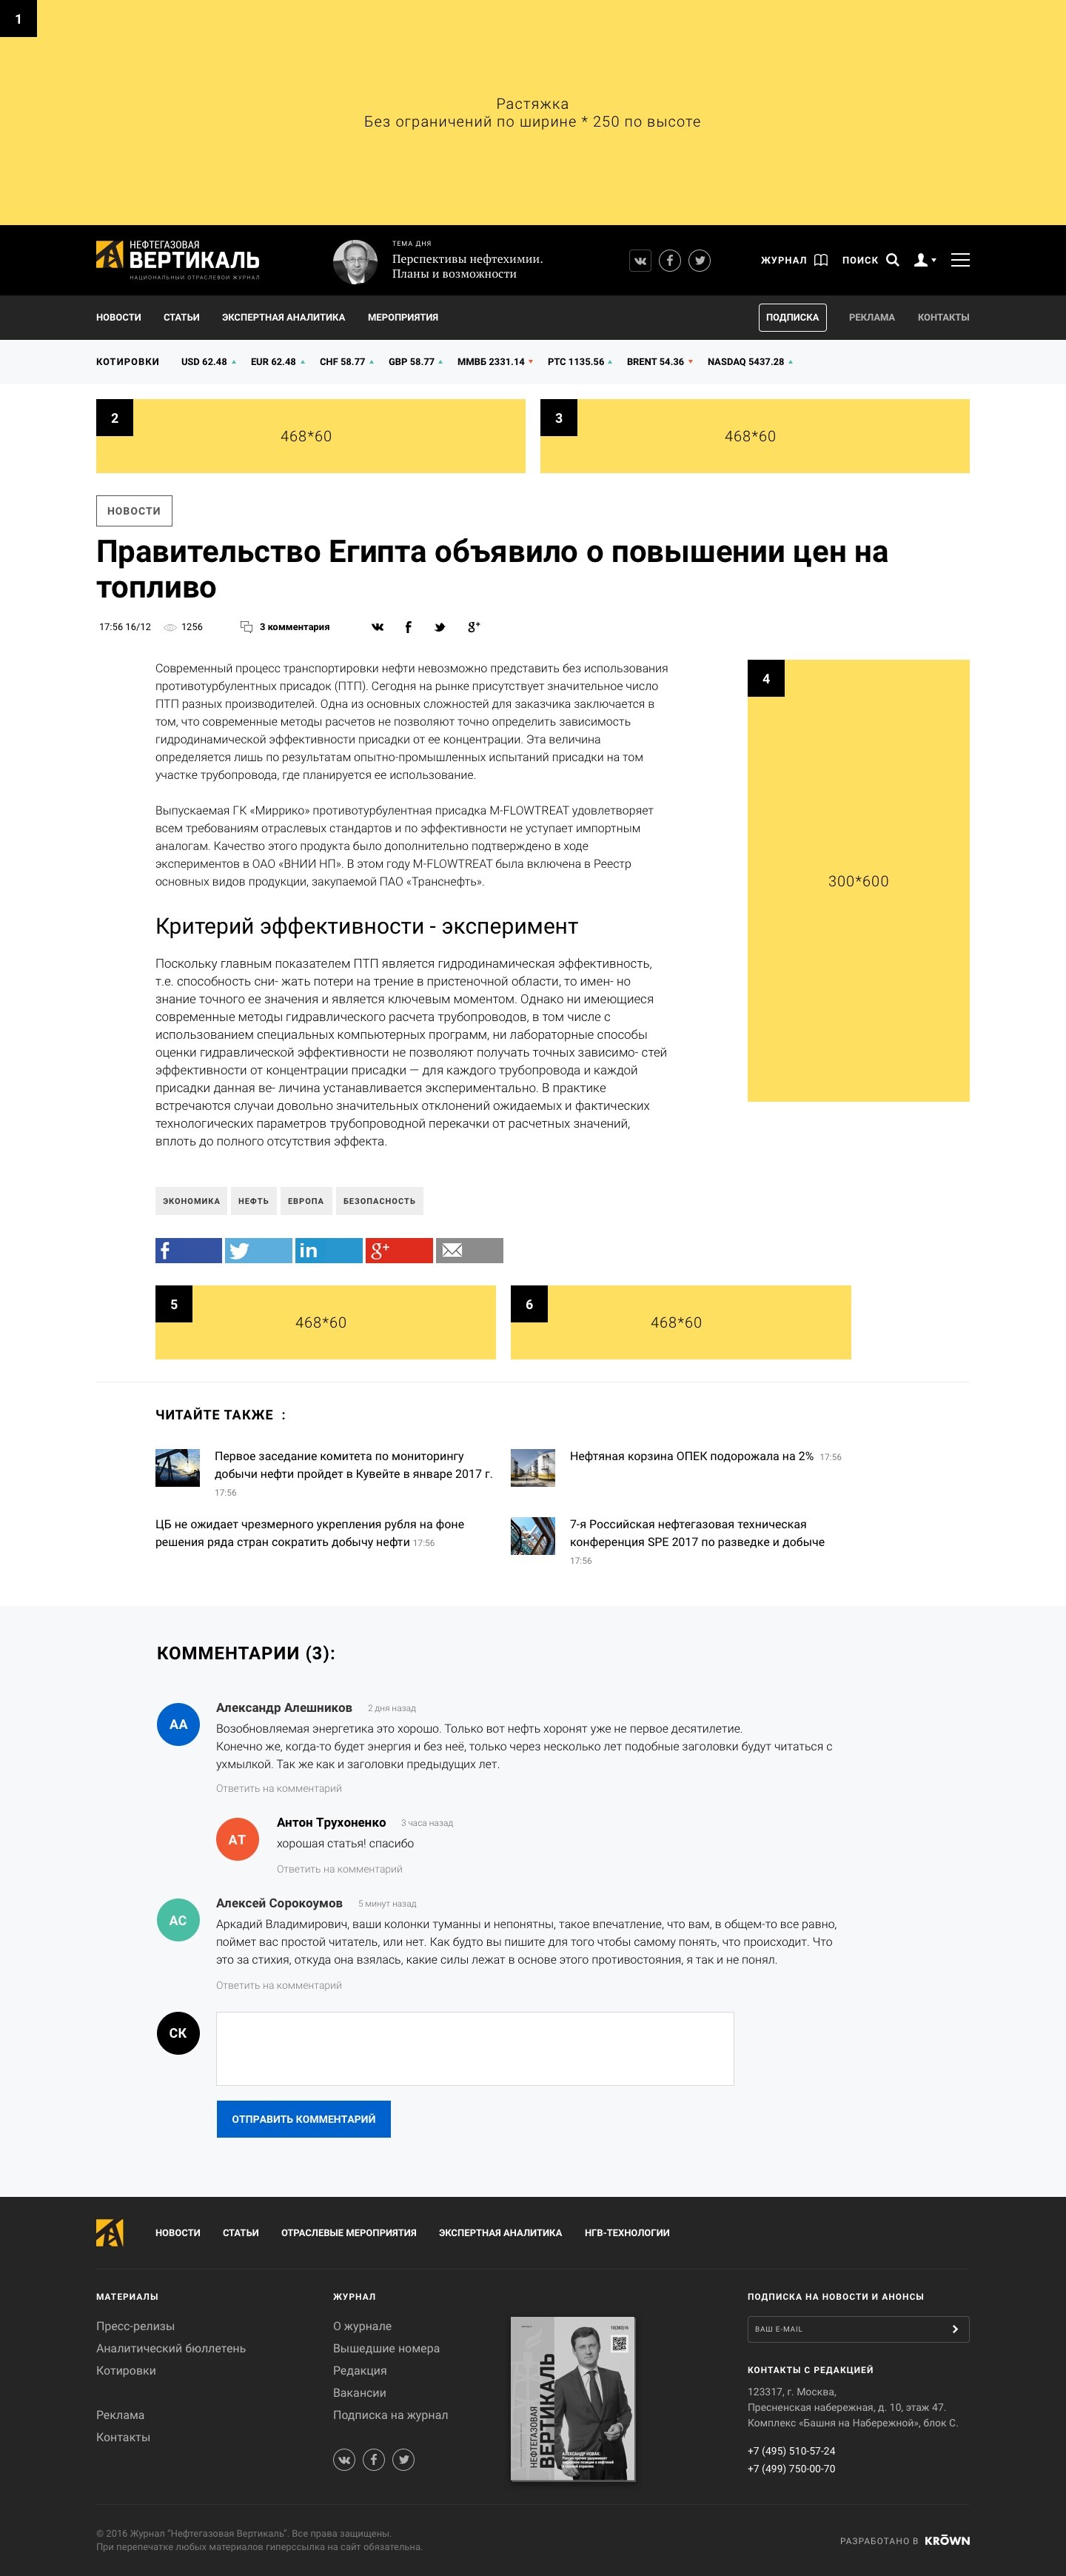 1
Растяжка
Без ограничений по ширине * 250 по высоте
НЕФТЕГАЗОВАЯ
ВЕРТИКАЛЬ
НАЦИОНАЛЬНЫЙ ОТРАСЛЕВОЙ ЖУРНАЛ
ТЕМА ДНЯ
Перспективы нефтехимии.
Планы и возможности
ЖУРНАЛ
ПОИСК
НОВОСТИ СТАТЬИ ЭКСПЕРТНАЯ АНАЛИТИКА МЕРОПРИЯТИЯ ПОДПИСКА РЕКЛАМА КОНТАКТЫ
КОТИРОВКИ USD 62.48 EUR 62.48 CHF 58.77 GBP 58.77 ММВБ 2331.14 РТС 1135.56 BRENT 54.36 NASDAQ 5437.28
2
468*60
3
468*60
НОВОСТИ
Правительство Египта объявило о повышении цен на
топливо
17:56 16/12 1256 3 комментария
Современный процесс транспортировки нефти невозможно представить без использования
противотурбулентных присадок (ПТП). Сегодня на рынке присутствует значительное число
ПТП разных производителей. Одна из основных сложностей для заказчика заключается в
том, что современные методы расчетов не позволяют точно определить зависимость
гидродинамической эффективности присадки от ее концентрации. Эта величина
определяется лишь по результатам опытно-промышленных испытаний присадки на том
участке трубопровода, где планируется ее использование.
Выпускаемая ГК «Миррико» противотурбулентная присадка M-FLOWTREAT удовлетворяет
всем требованиям отраслевых стандартов и по эффективности не уступает импортным
аналогам. Качество этого продукта было дополнительно подтверждено в ходе
экспериментов в ОАО «ВНИИ НП». В этом году M-FLOWTREAT была включена в Реестр
основных видов продукции, закупаемой ПАО «Транснефть».
Критерий эффективности - эксперимент
Поскольку главным показателем ПТП является гидродинамическая эффективность,
т.е. способность сни- жать потери на трение в пристеночной области, то имен- но
знание точного ее значения и является ключевым моментом. Однако ни имеющиеся
современные методы гидравлического расчета трубопроводов, в том числе с
использованием специальных компьютерных программ, ни лабораторные способы
оценки гидравлической эффективности не позволяют получать точных зависимо- стей
эффективности от концентрации присадки — для каждого трубопровода и каждой
присадки данная ве- личина устанавливается экспериментально. В практике
встречаются случаи довольно значительных отклонений ожидаемых и фактических
технологических параметров трубопроводной перекачки от расчетных значений,
вплоть до полного отсутствия эффекта.
4
300*600
ЭКОНОМИКА НЕФТЬ ЕВРОПА БЕЗОПАСНОСТЬ
5
468*60
6
468*60
ЧИТАЙТЕ ТАКЖЕ :
Первое заседание комитета по мониторингу
добычи нефти пройдет в Кувейте в январе 2017 г.
17:56
Нефтяная корзина ОПЕК подорожала на 2% 17:56
ЦБ не ожидает чрезмерного укрепления рубля на фоне
решения ряда стран сократить добычу нефти 17:56
7-я Российская нефтегазовая техническая
конференция SPE 2017 по разведке и добыче
17:56
КОММЕНТАРИИ (3):
АА
Александр Алешников 2 дня назад
Возобновляемая энергетика это хорошо. Только вот нефть хоронят уже не первое десятилетие.
Конечно же, когда-то будет энергия и без неё, только через несколько лет подобные заголовки будут читаться с
ухмылкой. Так же как и заголовки предыдущих лет.
Ответить на комментарий
АТ
Антон Трухоненко 3 часа назад
хорошая статья! спасибо
Ответить на комментарий
АС
Алексей Сорокоумов 5 минут назад
Аркадий Владимирович, ваши колонки туманны и непонятны, такое впечатление, что вам, в общем-то все равно,
поймет вас простой читатель, или нет. Как будто вы пишите для того чтобы самому понять, что происходит. Что
это за стихия, откуда она взялась, какие силы лежат в основе этого противостояния, я так и не понял.
Ответить на комментарий
СК
ОТПРАВИТЬ КОММЕНТАРИЙ
НОВОСТИ СТАТЬИ ОТРАСЛЕВЫЕ МЕРОПРИЯТИЯ ЭКСПЕРТНАЯ АНАЛИТИКА НГВ-ТЕХНОЛОГИИ
МАТЕРИАЛЫ
Пресс-релизы
Аналитический бюллетень
Котировки
Реклама
Контакты
ЖУРНАЛ
О журнале
Вышедшие номера
Редакция
Вакансии
Подписка на журнал
НЕФТЕГАЗОВАЯ
ВЕРТИКАЛЬ
АЛЕКСАНДР НОВАК:
ПОДПИСКА НА НОВОСТИ И АНОНСЫ
ВАШ E-MAIL
КОНТАКТЫ С РЕДАКЦИЕЙ
123317, г. Москва,
Пресненская набережная, д. 10, этаж 47.
Комплекс «Башня на Набережной», блок С.
+7 (495) 510-57-24
+7 (499) 750-00-70
© 2016 Журнал “Нефтегазовая Вертикаль”. Все права защищены.
При перепечатке любых материалов гиперссылка на сайт обязательна.
РАЗРАБОТАНО В KRŌWN